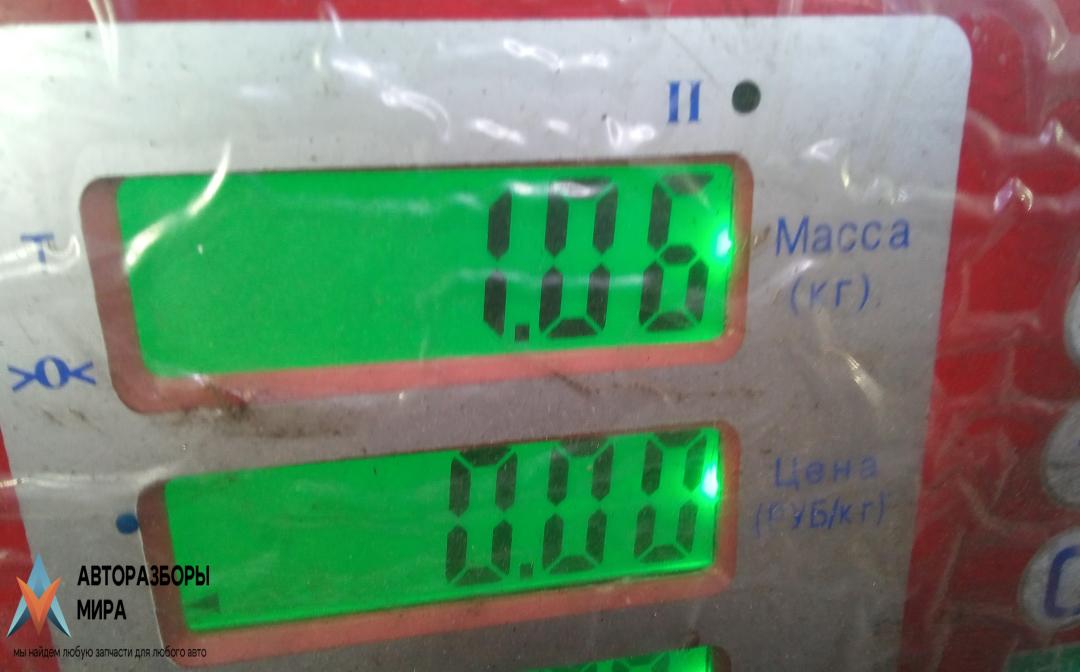 II
1.06
Масса
(кг)
Т
>0<
0.00
Цена
(РУБ/кг)
АВТОРАЗБОРЫ
МИРА
мы найдем любую запчасти для любого авто